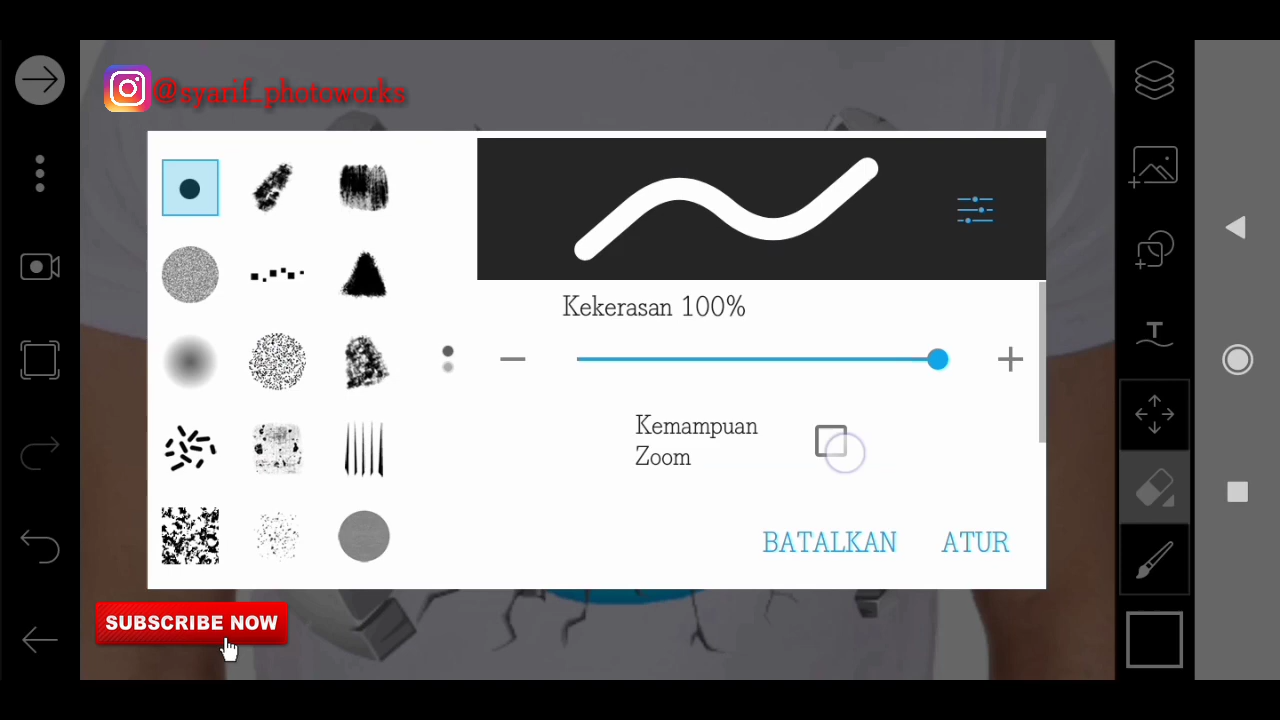 @syarif_photoworks
Kekerasan 100%
Kemampuan
Zoom
BATALKAN ATUR
SUBSCRIBE NOW